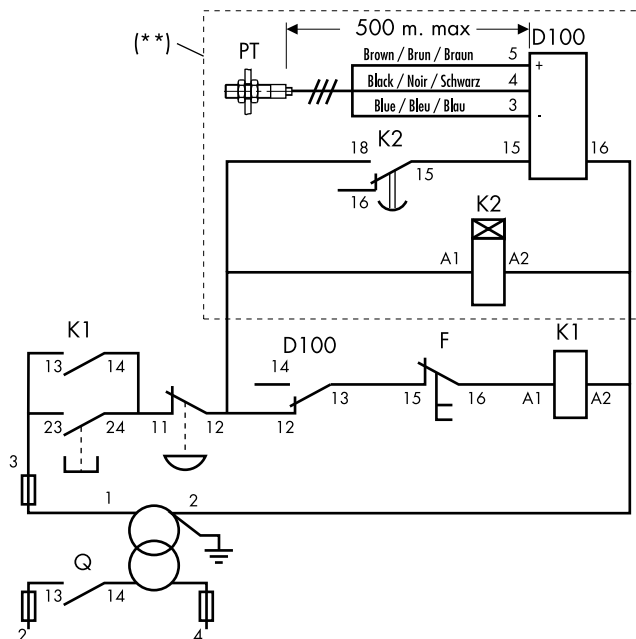 500 m. max
(**)
PT
D100
Brown / Brun / Braun
5
+
Black / Noir / Schwarz
4
Blue / Bleu / Blau
3
-
K2
18
15
15
16
16
K2
A1
A2
K1
D100
F
K1
13
14
14
13
15
16
A1
A2
23
24
11
12
12
3
1
2
Q
13
14
2
4